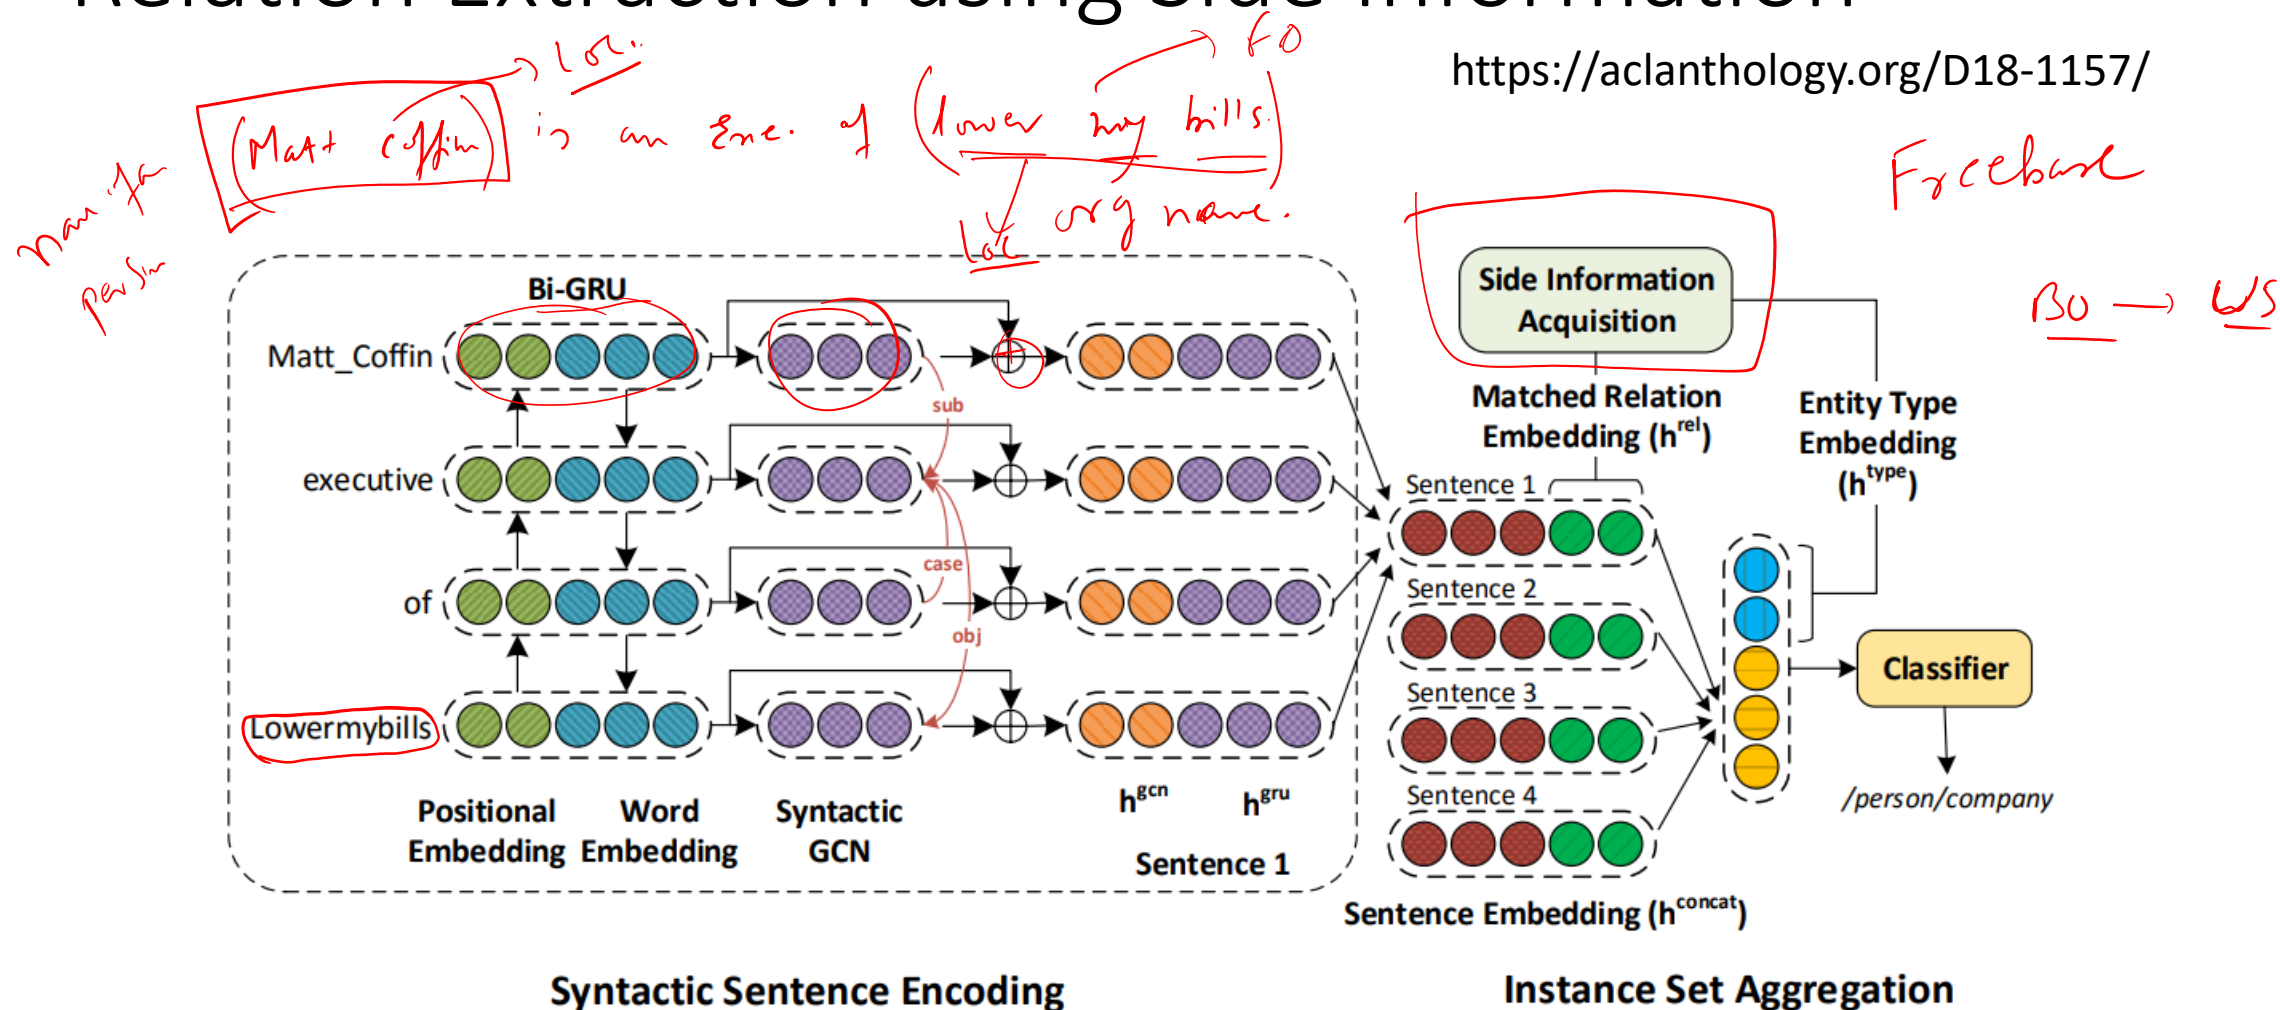 Relation Extraction using Side Information
https://aclanthology.org/D18-1157/
Loc.
(Matt Coffin) is an Exe. of (lower my bills.)
Freebase
org name.
Loc
person
BO → US
Bi-GRU
Matt_Coffin
executive
of
Lowermybills
sub
case
obj
Positional Embedding
Word Embedding
Syntactic GCN
h^gcn
h^gru
Sentence 1
Side Information Acquisition
Matched Relation Embedding (h^rel)
Entity Type Embedding (h^type)
Sentence 1
Sentence 2
Sentence 3
Sentence 4
Sentence Embedding (h^concat)
Classifier
/person/company
Syntactic Sentence Encoding
Instance Set Aggregation